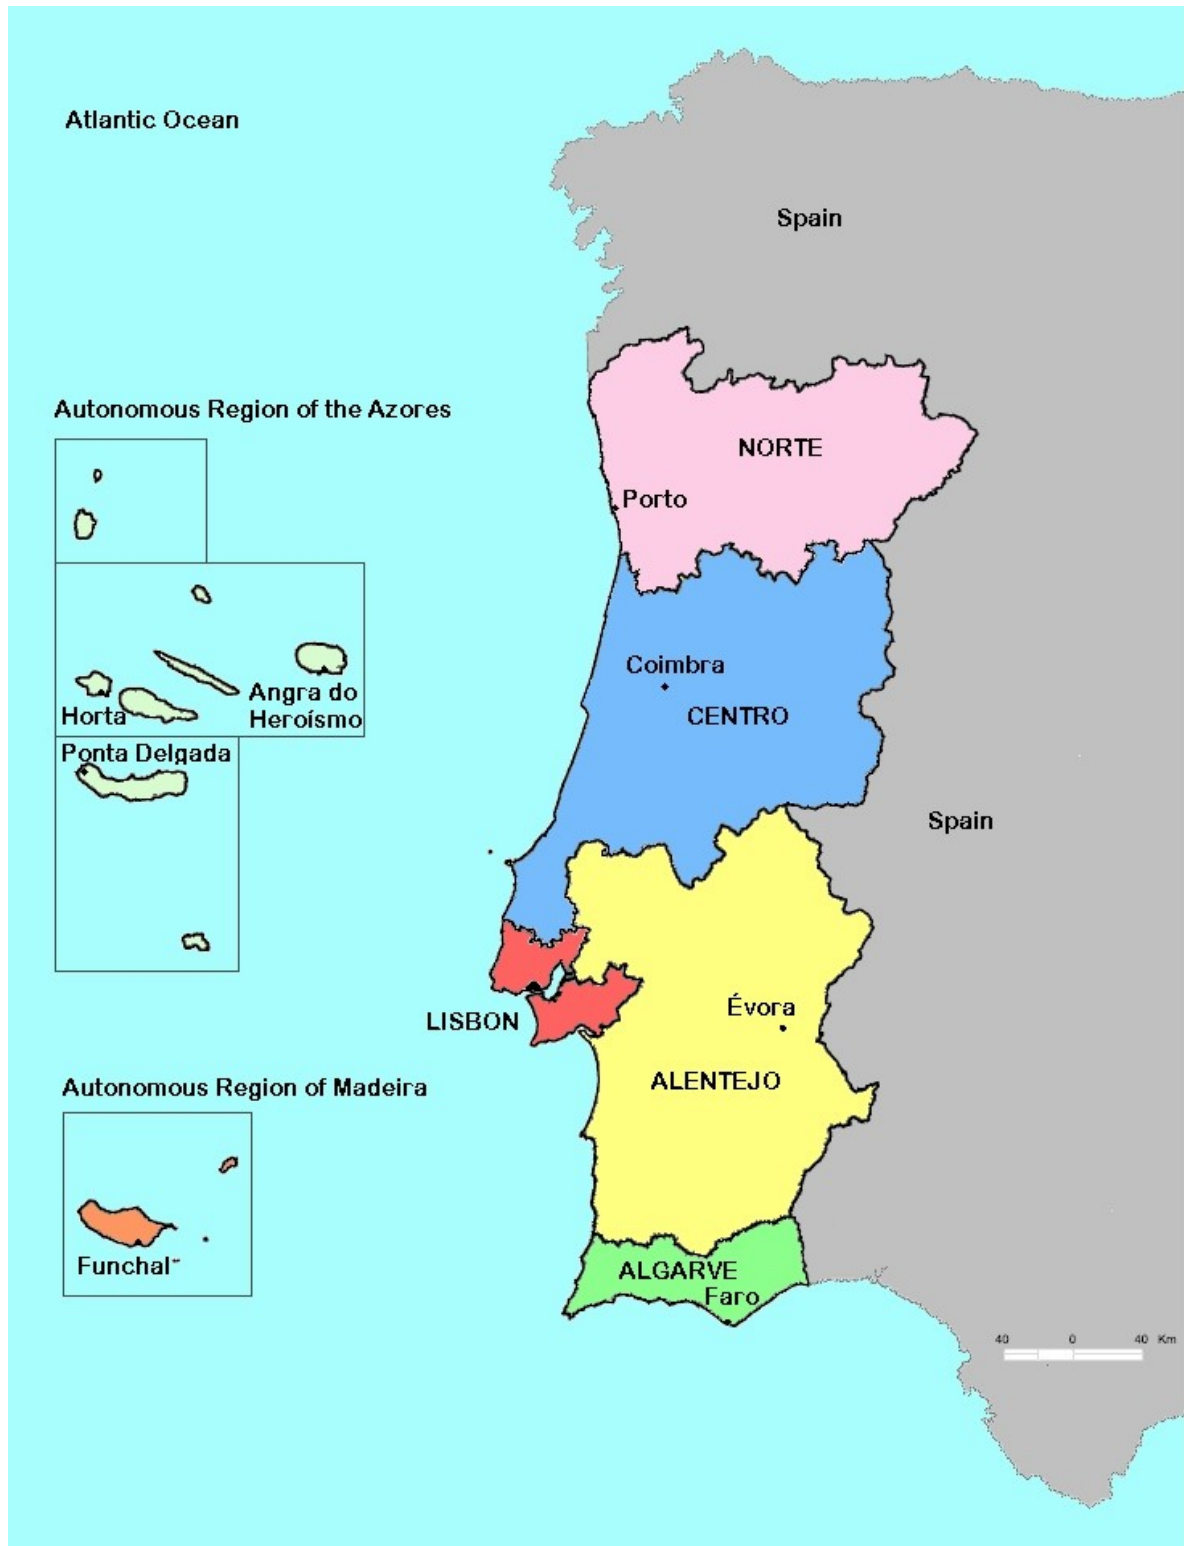 Atlantic Ocean
Spain
Autonomous Region of the Azores
NORTE
Porto
Coimbra
Angra do
Heroísmo
Horta
CENTRO
Ponta Delgada
Spain
Évora
LISBON
ALENTEJO
Autonomous Region of Madeira
Funchal
ALGARVE
Faro
40 0 40 Km